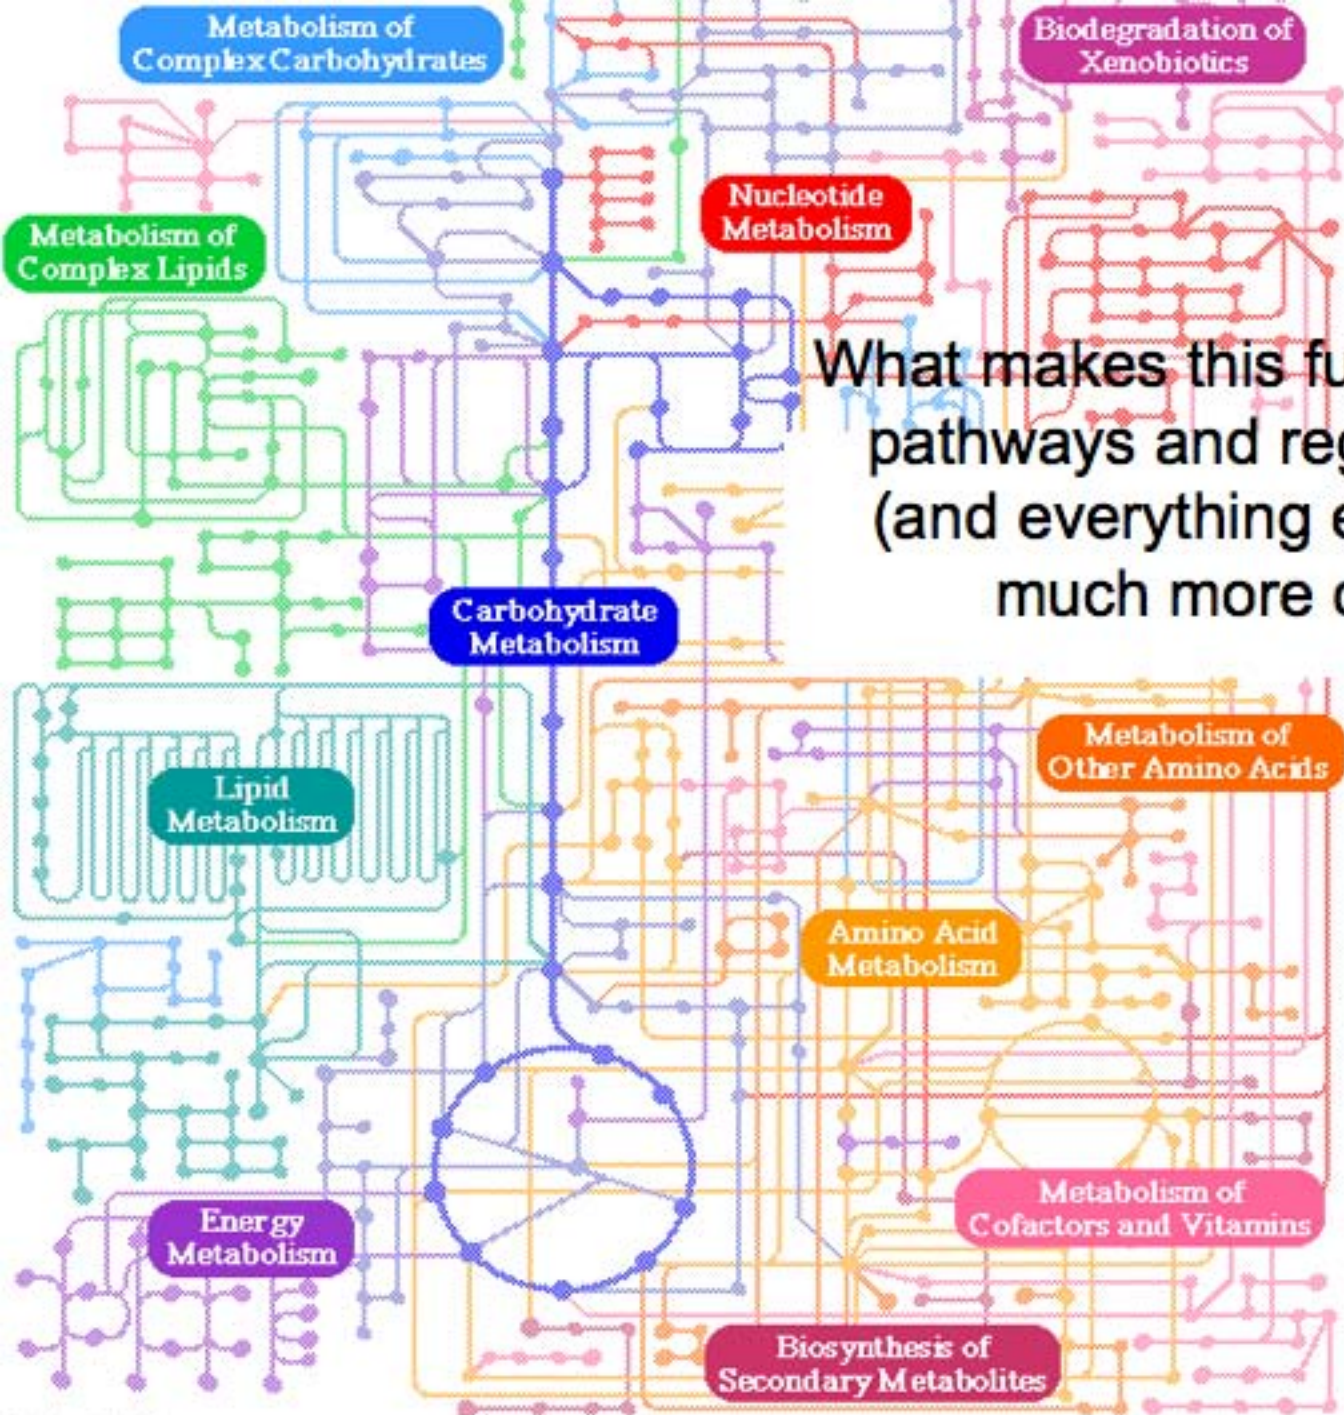 Metabolism of
Complex Carbohydrates
Biodegradation of
Xenobiotics
Nucleotide
Metabolism
Metabolism of
Complex Lipids
What makes this fu
pathways and reg
(and everything e
much more
Carbohydrate
Metabolism
Metabolism of
Other Amino Acids
Lipid
Metabolism
Amino Acid
Metabolism
Metabolism of
Cofactors and Vitamins
Energy
Metabolism
Biosynthesis of
Secondary Metabolites